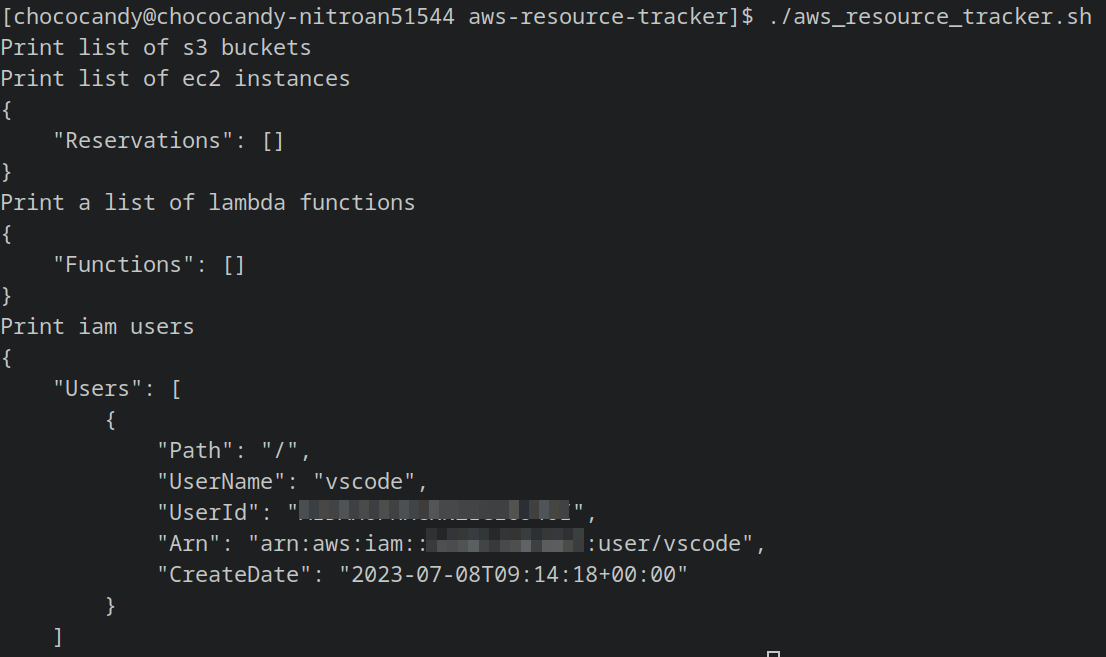 [chococandy@chococandy-nitroan51544 aws-resource-tracker]$ ./aws_resource_tracker.sh
Print list of s3 buckets
Print list of ec2 instances
{
    "Reservations": []
}
Print a list of lambda functions
{
    "Functions": []
}
Print iam users
{
    "Users": [
        {
            "Path": "/",
            "UserName": "vscode",
            "UserId": "",
            "Arn": "arn:aws:iam:::user/vscode",
            "CreateDate": "2023-07-08T09:14:18+00:00"
        }
    ]